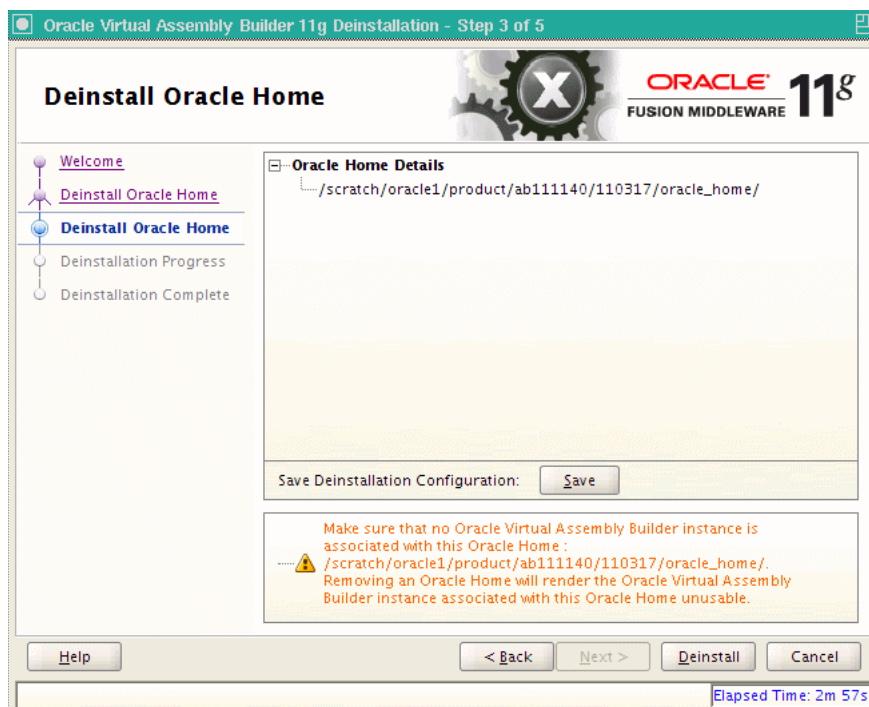 Oracle Virtual Assembly Builder 11g Deinstallation - Step 3 of 5
Deinstall Oracle Home
X
ORACLE
FUSION MIDDLEWARE
11g
Welcome
Deinstall Oracle Home
Deinstall Oracle Home
Deinstallation Progress
Deinstallation Complete
Oracle Home Details
/scratch/oracle1/product/ab111140/110317/oracle_home/
Save Deinstallation Configuration:
Save
Make sure that no Oracle Virtual Assembly Builder instance is
associated with this Oracle Home :
/scratch/oracle1/product/ab111140/110317/oracle_home/.
Removing an Oracle Home will render the Oracle Virtual Assembly
Builder instance associated with this Oracle Home unusable.
Help
< Back
Next >
Deinstall
Cancel
Elapsed Time: 2m 57s